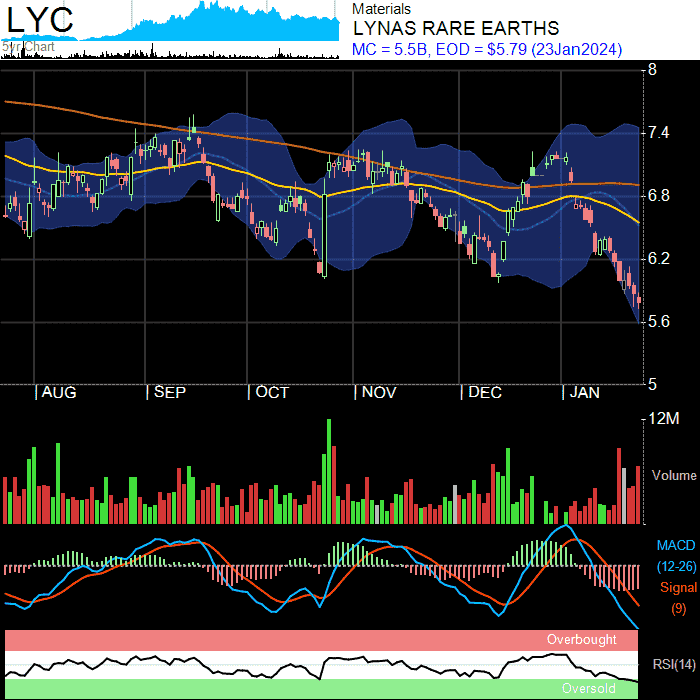 LYC
5yr Chart
Materials
LYNAS RARE EARTHS
MC = 5.5B, EOD = $5.79 (23Jan2024)
8
7.4
6.8
6.2
5.6
5
AUG SEP OCT NOV DEC JAN
12M
Volume
MACD
(12-26)
Signal
(9)
Overbought
RSI(14)
Oversold